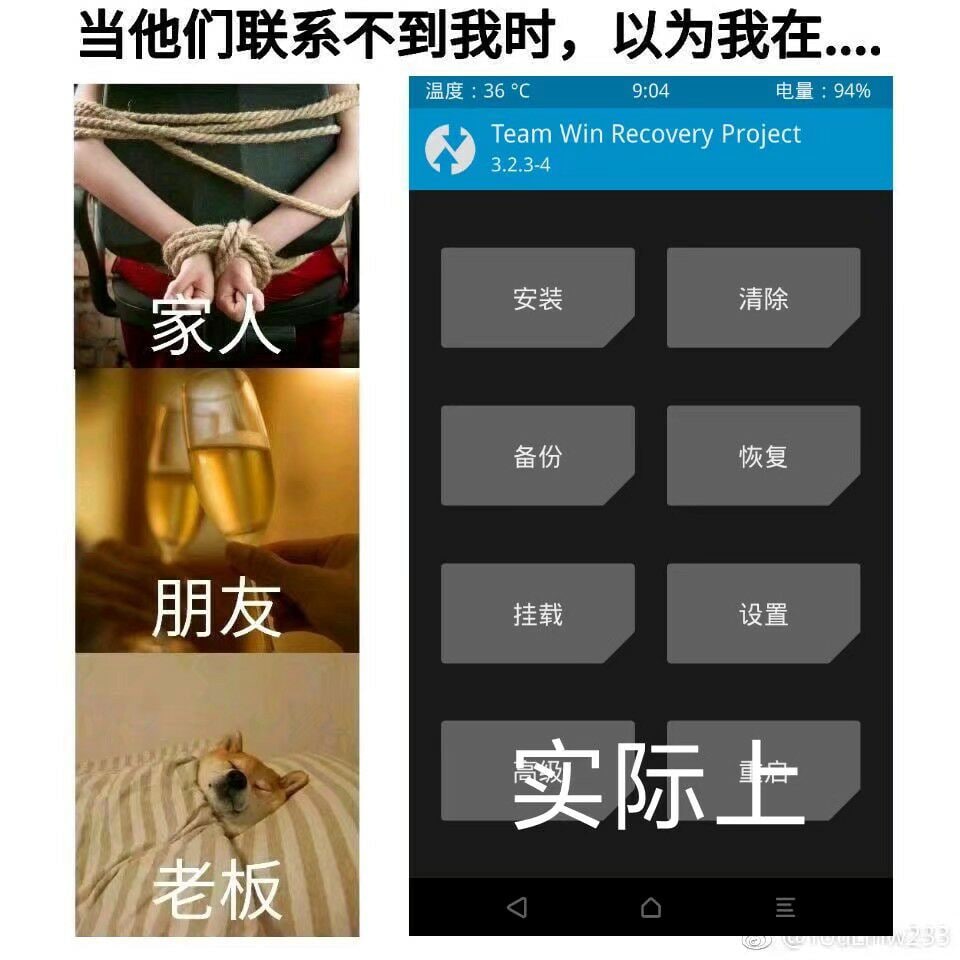 当他们联系不到我时，以为我在....
家人
朋友
老板
温度：36 °C 9:04 电量：94%
Team Win Recovery Project
3.2.3-4
安装 清除
备份 恢复
挂载 设置
高级 重启
实际上